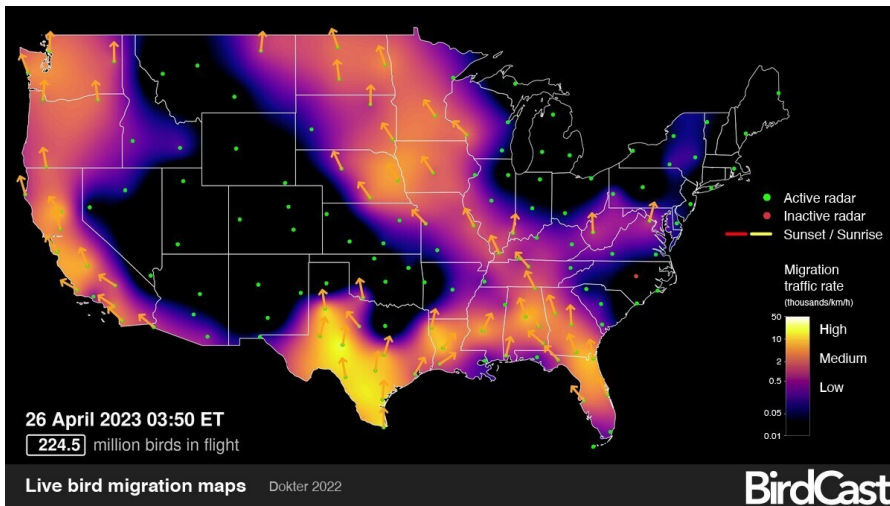 Active radar
Inactive radar
Sunset / Sunrise
Migration
traffic rate
(thousands/km/h)
50
10
2
0.5
0.05
0.01
High
Medium
Low
26 April 2023 03:50 ET
224.5 million birds in flight
Live bird migration maps Dokter 2022
BirdCast